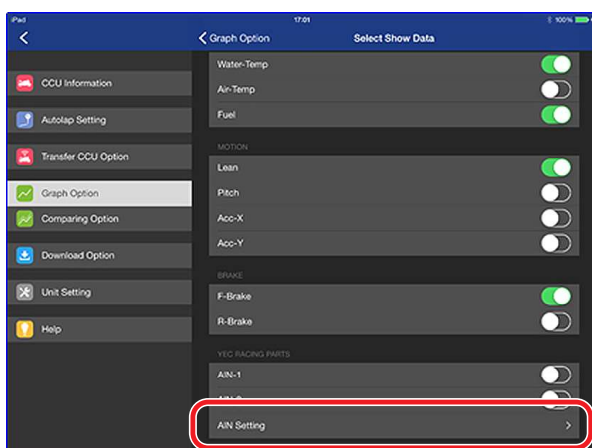 iPad 17:01 100%
Graph Option Select Show Data
Water-Temp
Air-Temp
Fuel
MOTION
Lean
Pitch
Acc-X
Acc-Y
BRAKE
F-Brake
R-Brake
YEC RACING PARTS
AIN-1
AIN Setting
CCU Information
Autolap Setting
Transfer CCU Option
Graph Option
Comparing Option
Download Option
Unit Setting
Help